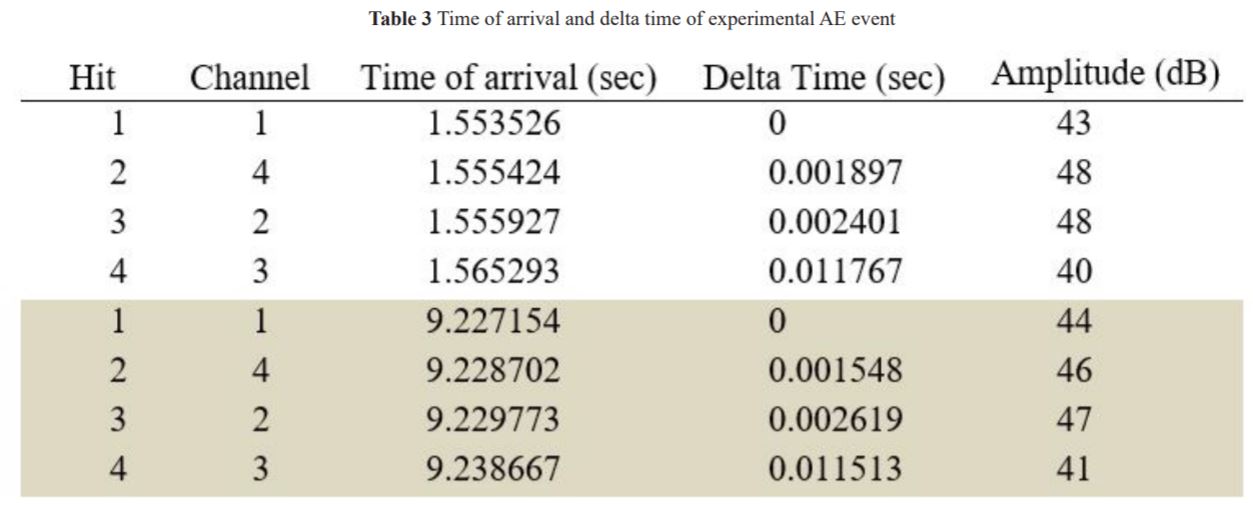 Table 3 Time of arrival and delta time of experimental AE event
Hit Channel Time of arrival (sec) Delta Time (sec) Amplitude (dB)
1 1 1.553526 0 43
2 4 1.555424 0.001897 48
3 2 1.555927 0.002401 48
4 3 1.565293 0.011767 40
1 1 9.227154 0 44
2 4 9.228702 0.001548 46
3 2 9.229773 0.002619 47
4 3 9.238667 0.011513 41